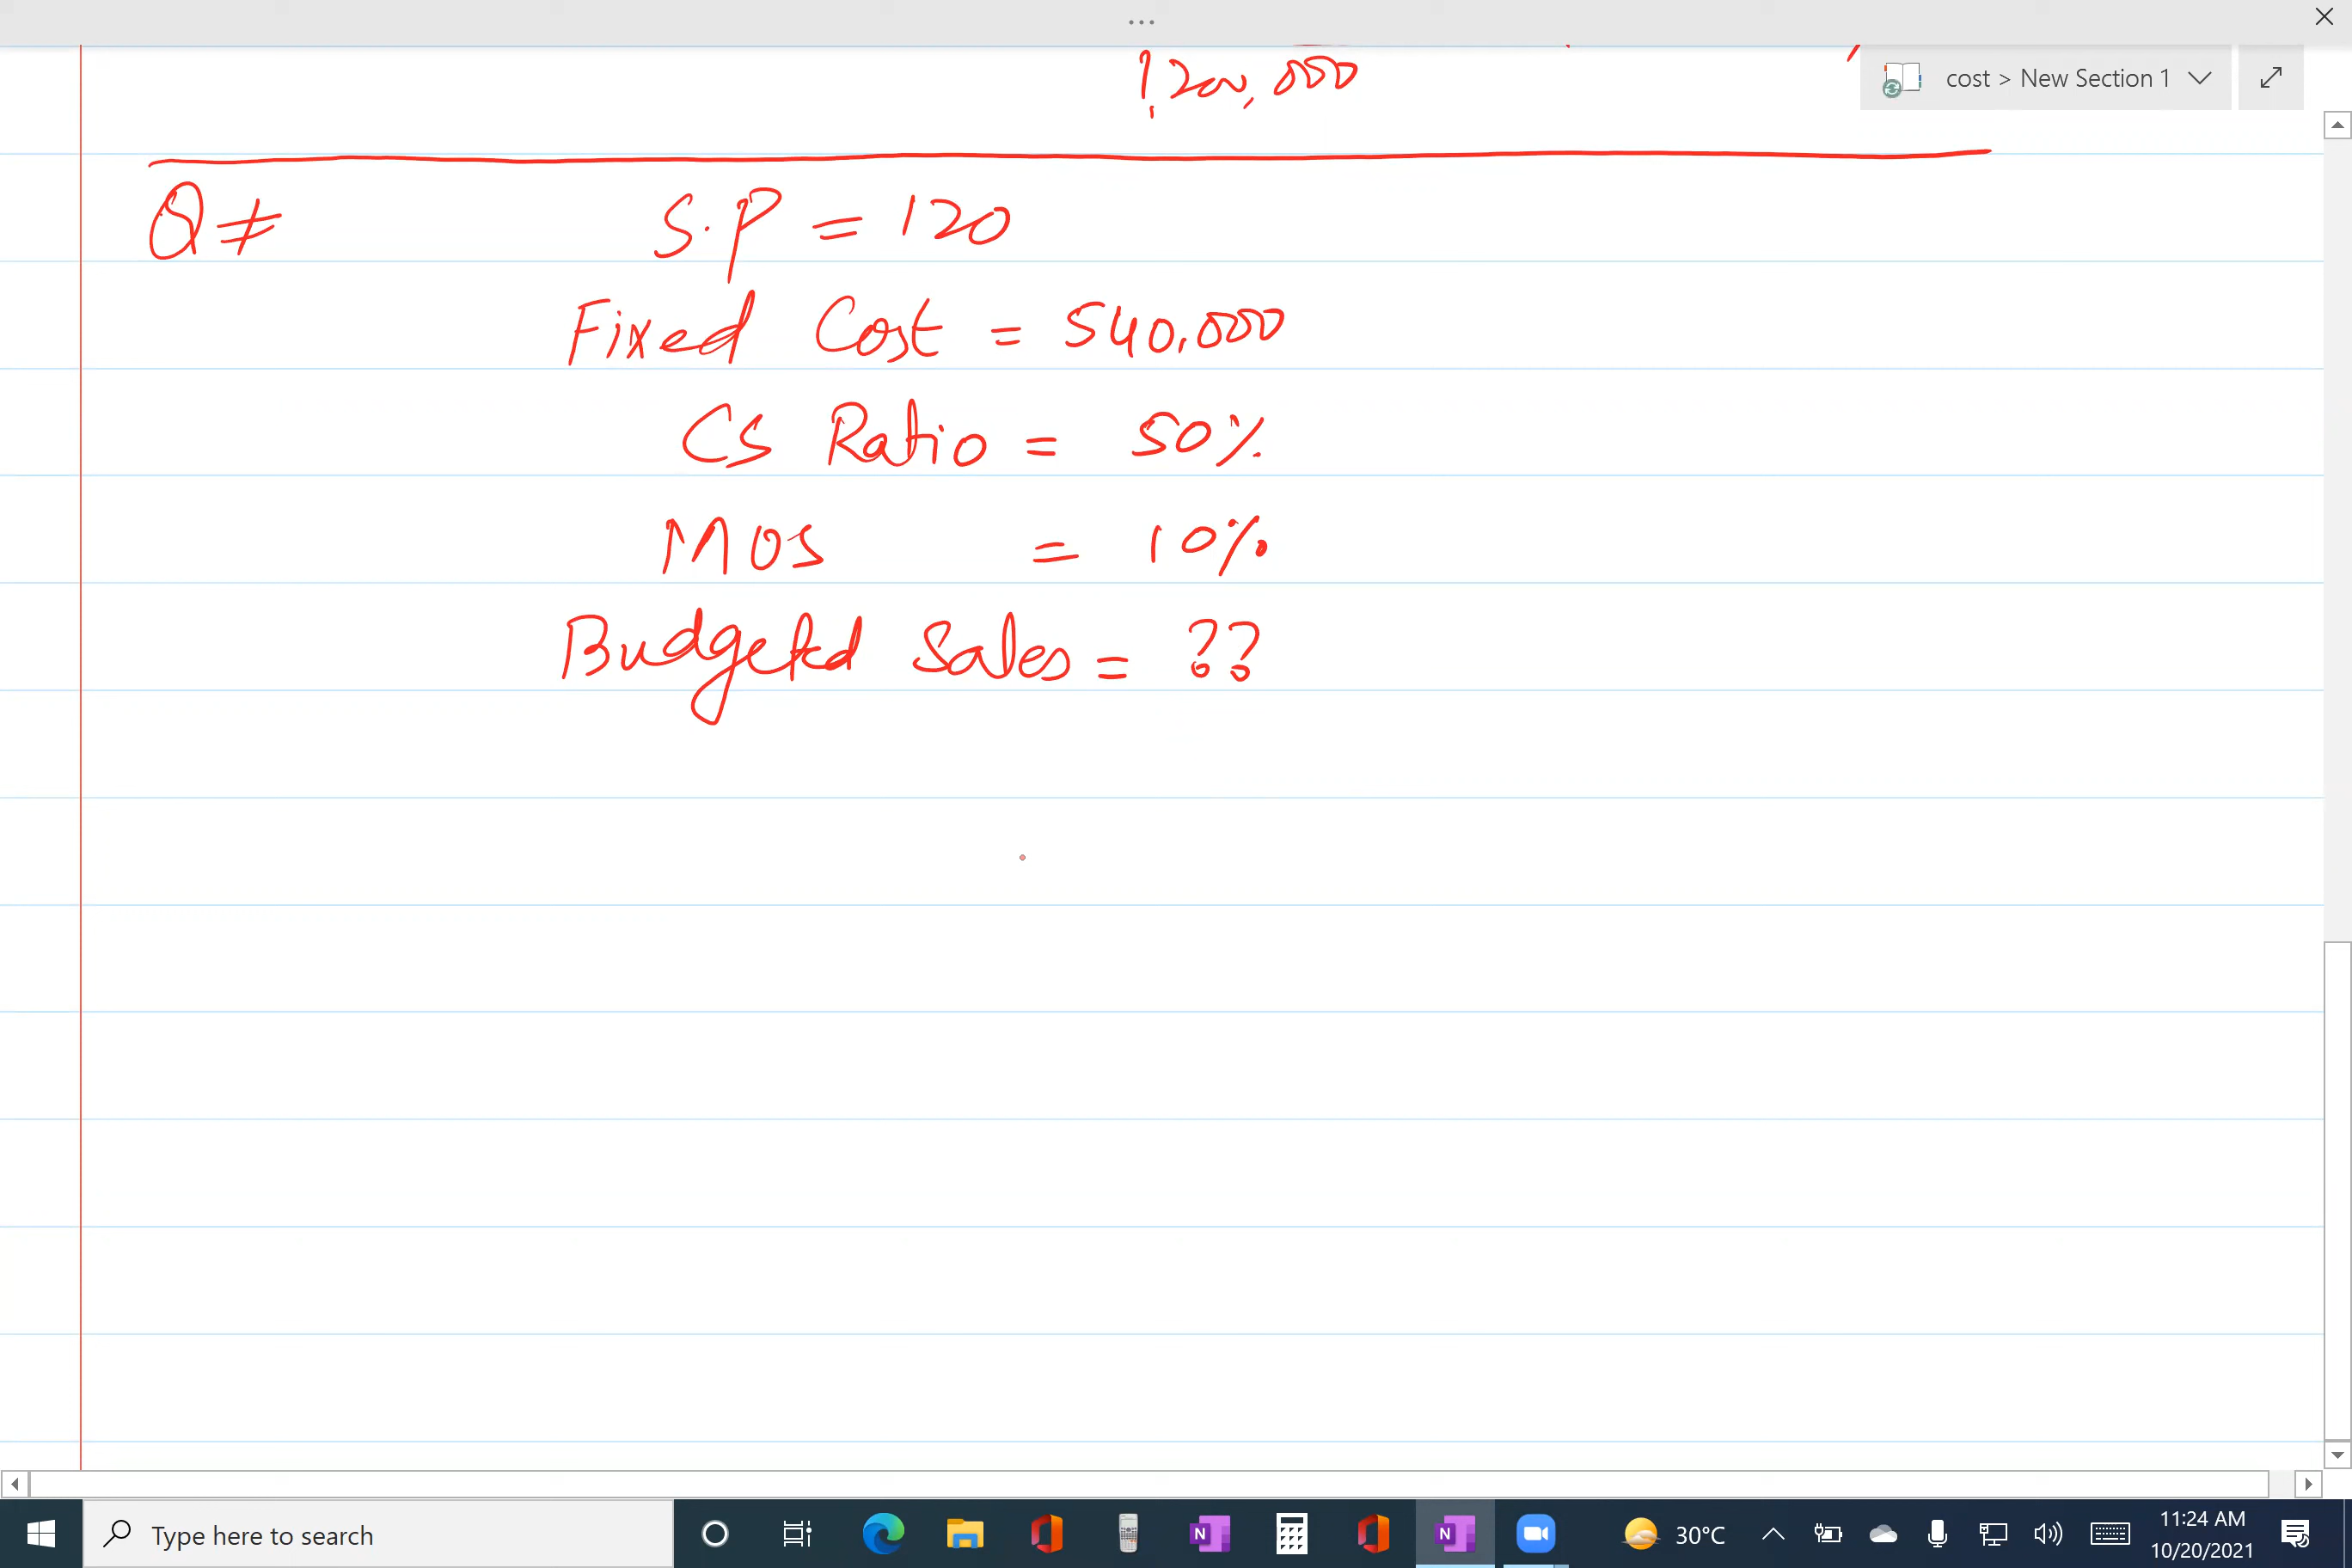 ...
1,200,000
cost > New Section 1
Q#
S.P = 120
Fixed Cost = 540,000
CS Ratio = 50%
MOS = 10%
Budgeted Sales = ??
Type here to search
30°C
11:24 AM
10/20/2021